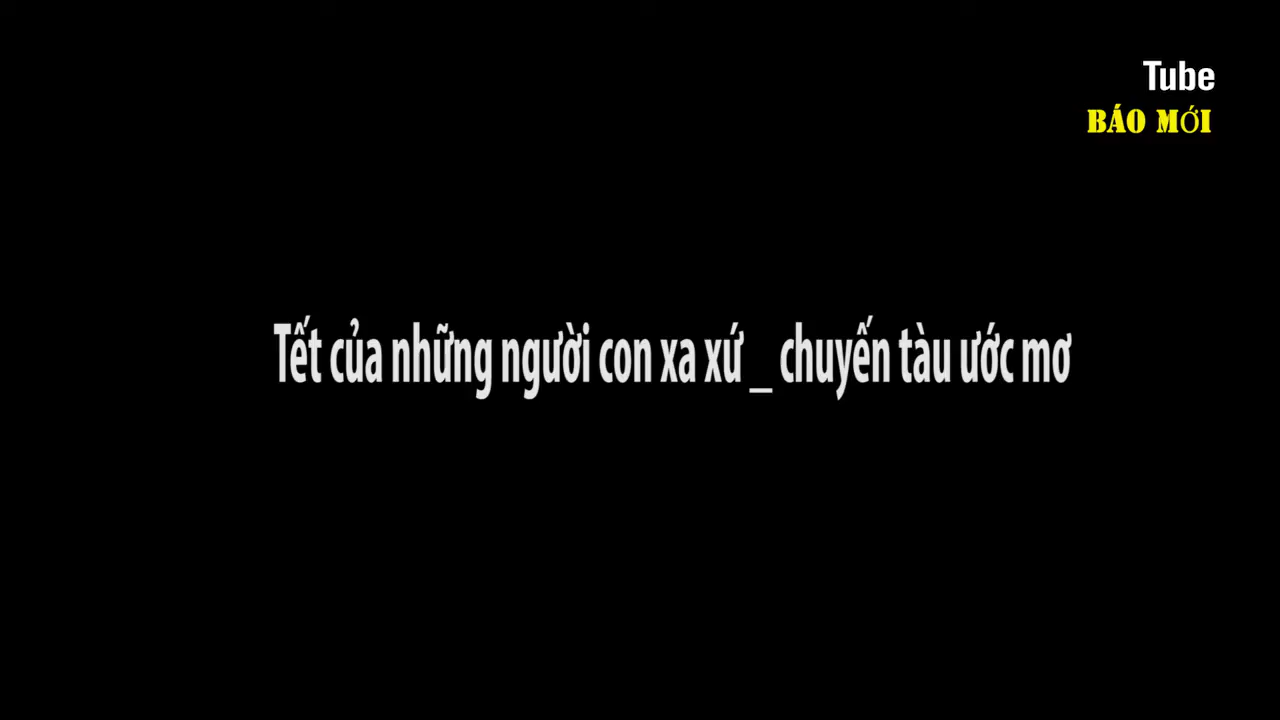 Tube
BÁO MỚI
Tết của những người con xa xứ _ chuyến tàu ước mơ